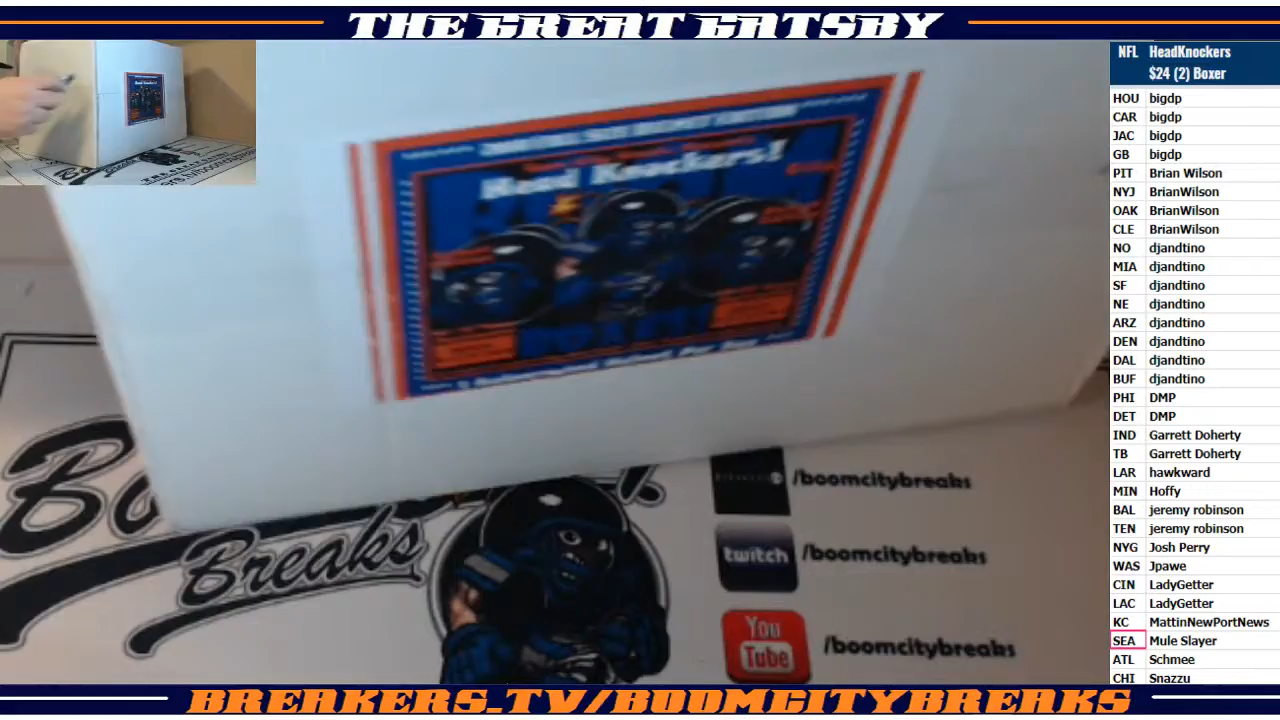 THE GREAT GATSBY
Head Knockers!
NFL HeadKnockers
$24 (2) Boxer
HOU bigdp
CAR bigdp
JAC bigdp
GB bigdp
PIT Brian Wilson
NYJ BrianWilson
OAK BrianWilson
CLE BrianWilson
NO djandtino
MIA djandtino
SF djandtino
NE djandtino
ARZ djandtino
DEN djandtino
DAL djandtino
BUF djandtino
PHI DMP
DET DMP
IND Garrett Doherty
TB Garrett Doherty
LAR hawkward
MIN Hoffy
BAL jeremy robinson
TEN jeremy robinson
NYG Josh Perry
WAS Jpawe
CIN LadyGetter
LAC LadyGetter
KC MattinNewPortNews
SEA Mule Slayer
ATL Schmee
CHI Snazzu
Breaks
/boomcitybreaks
twitch /boomcitybreaks
You
Tube /boomcitybreaks
BREAKERS.TV/BOOMCITYBREAKS